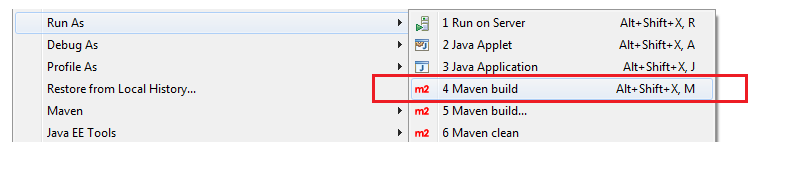 Run As
Debug As
Profile As
Restore from Local History...
Maven
Java EE Tools
1 Run on Server Alt+Shift+X, R
2 Java Applet Alt+Shift+X, A
3 Java Application Alt+Shift+X, J
m2 4 Maven build Alt+Shift+X, M
m2 5 Maven build...
m2 6 Maven clean